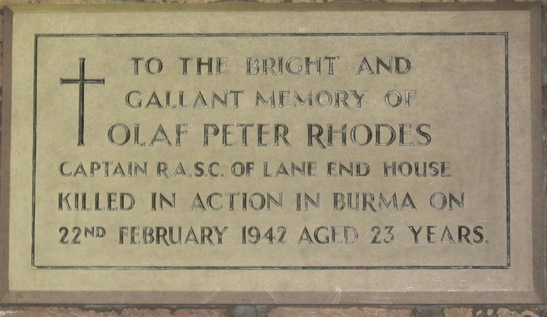 TO THE BRIGHT AND
GALLANT MEMORY OF
OLAF PETER RHODES
CAPTAIN R.A.S.C. OF LANE END HOUSE
KILLED IN ACTION IN BURMA ON
22ND FEBRUARY 1942 AGED 23 YEARS.